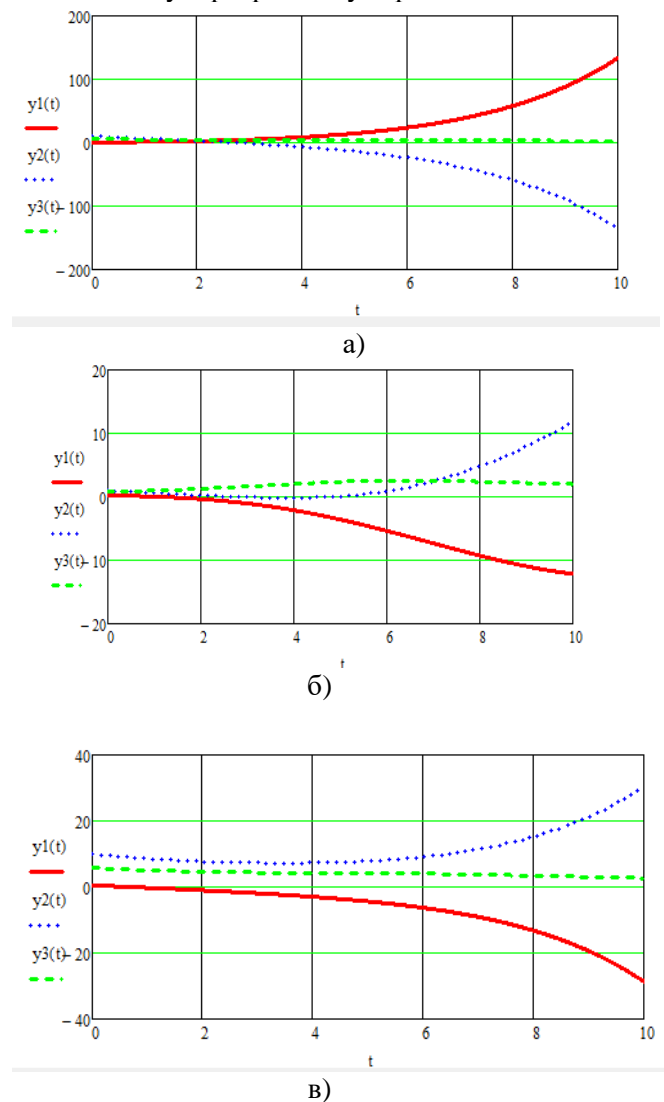 200
100
y1(t)
0
y2(t)
y3(t)
– 100
– 200
0 2 4 6 8 10
t
а)
20
10
y1(t)
0
y2(t)
y3(t)
– 10
– 20
0 2 4 6 8 10
t
б)
40
20
y1(t)
0
y2(t)
y3(t)
– 20
– 40
0 2 4 6 8 10
t
в)